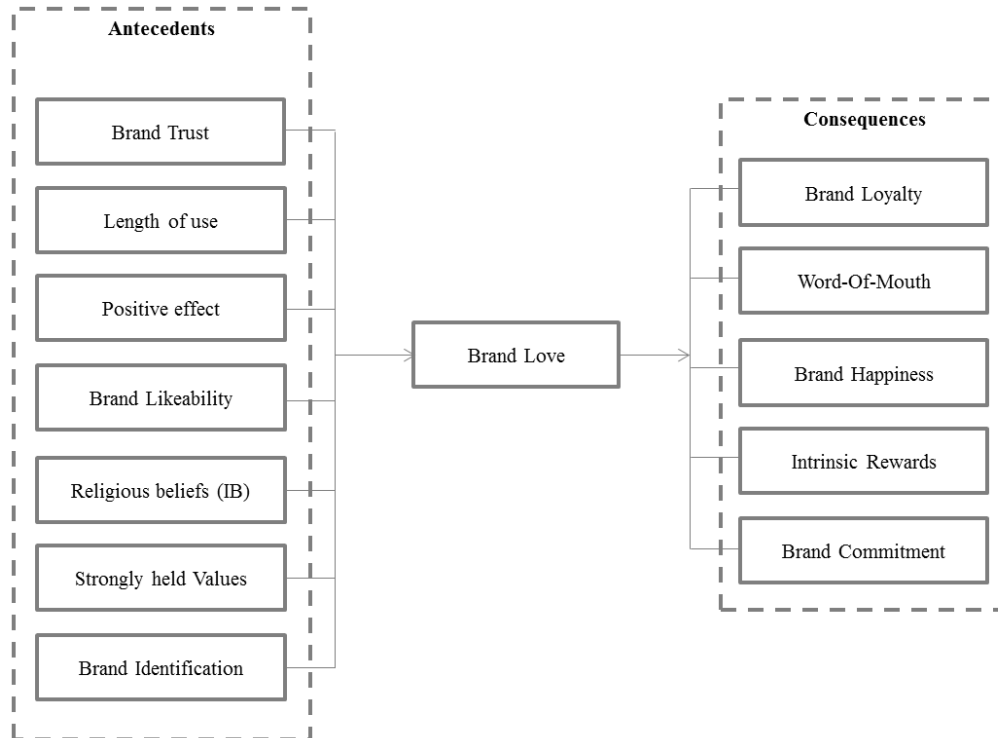 Antecedents
Brand Trust
Length of use
Positive effect
Brand Likeability
Religious beliefs (IB)
Strongly held Values
Brand Identification
Brand Love
Consequences
Brand Loyalty
Word-Of-Mouth
Brand Happiness
Intrinsic Rewards
Brand Commitment